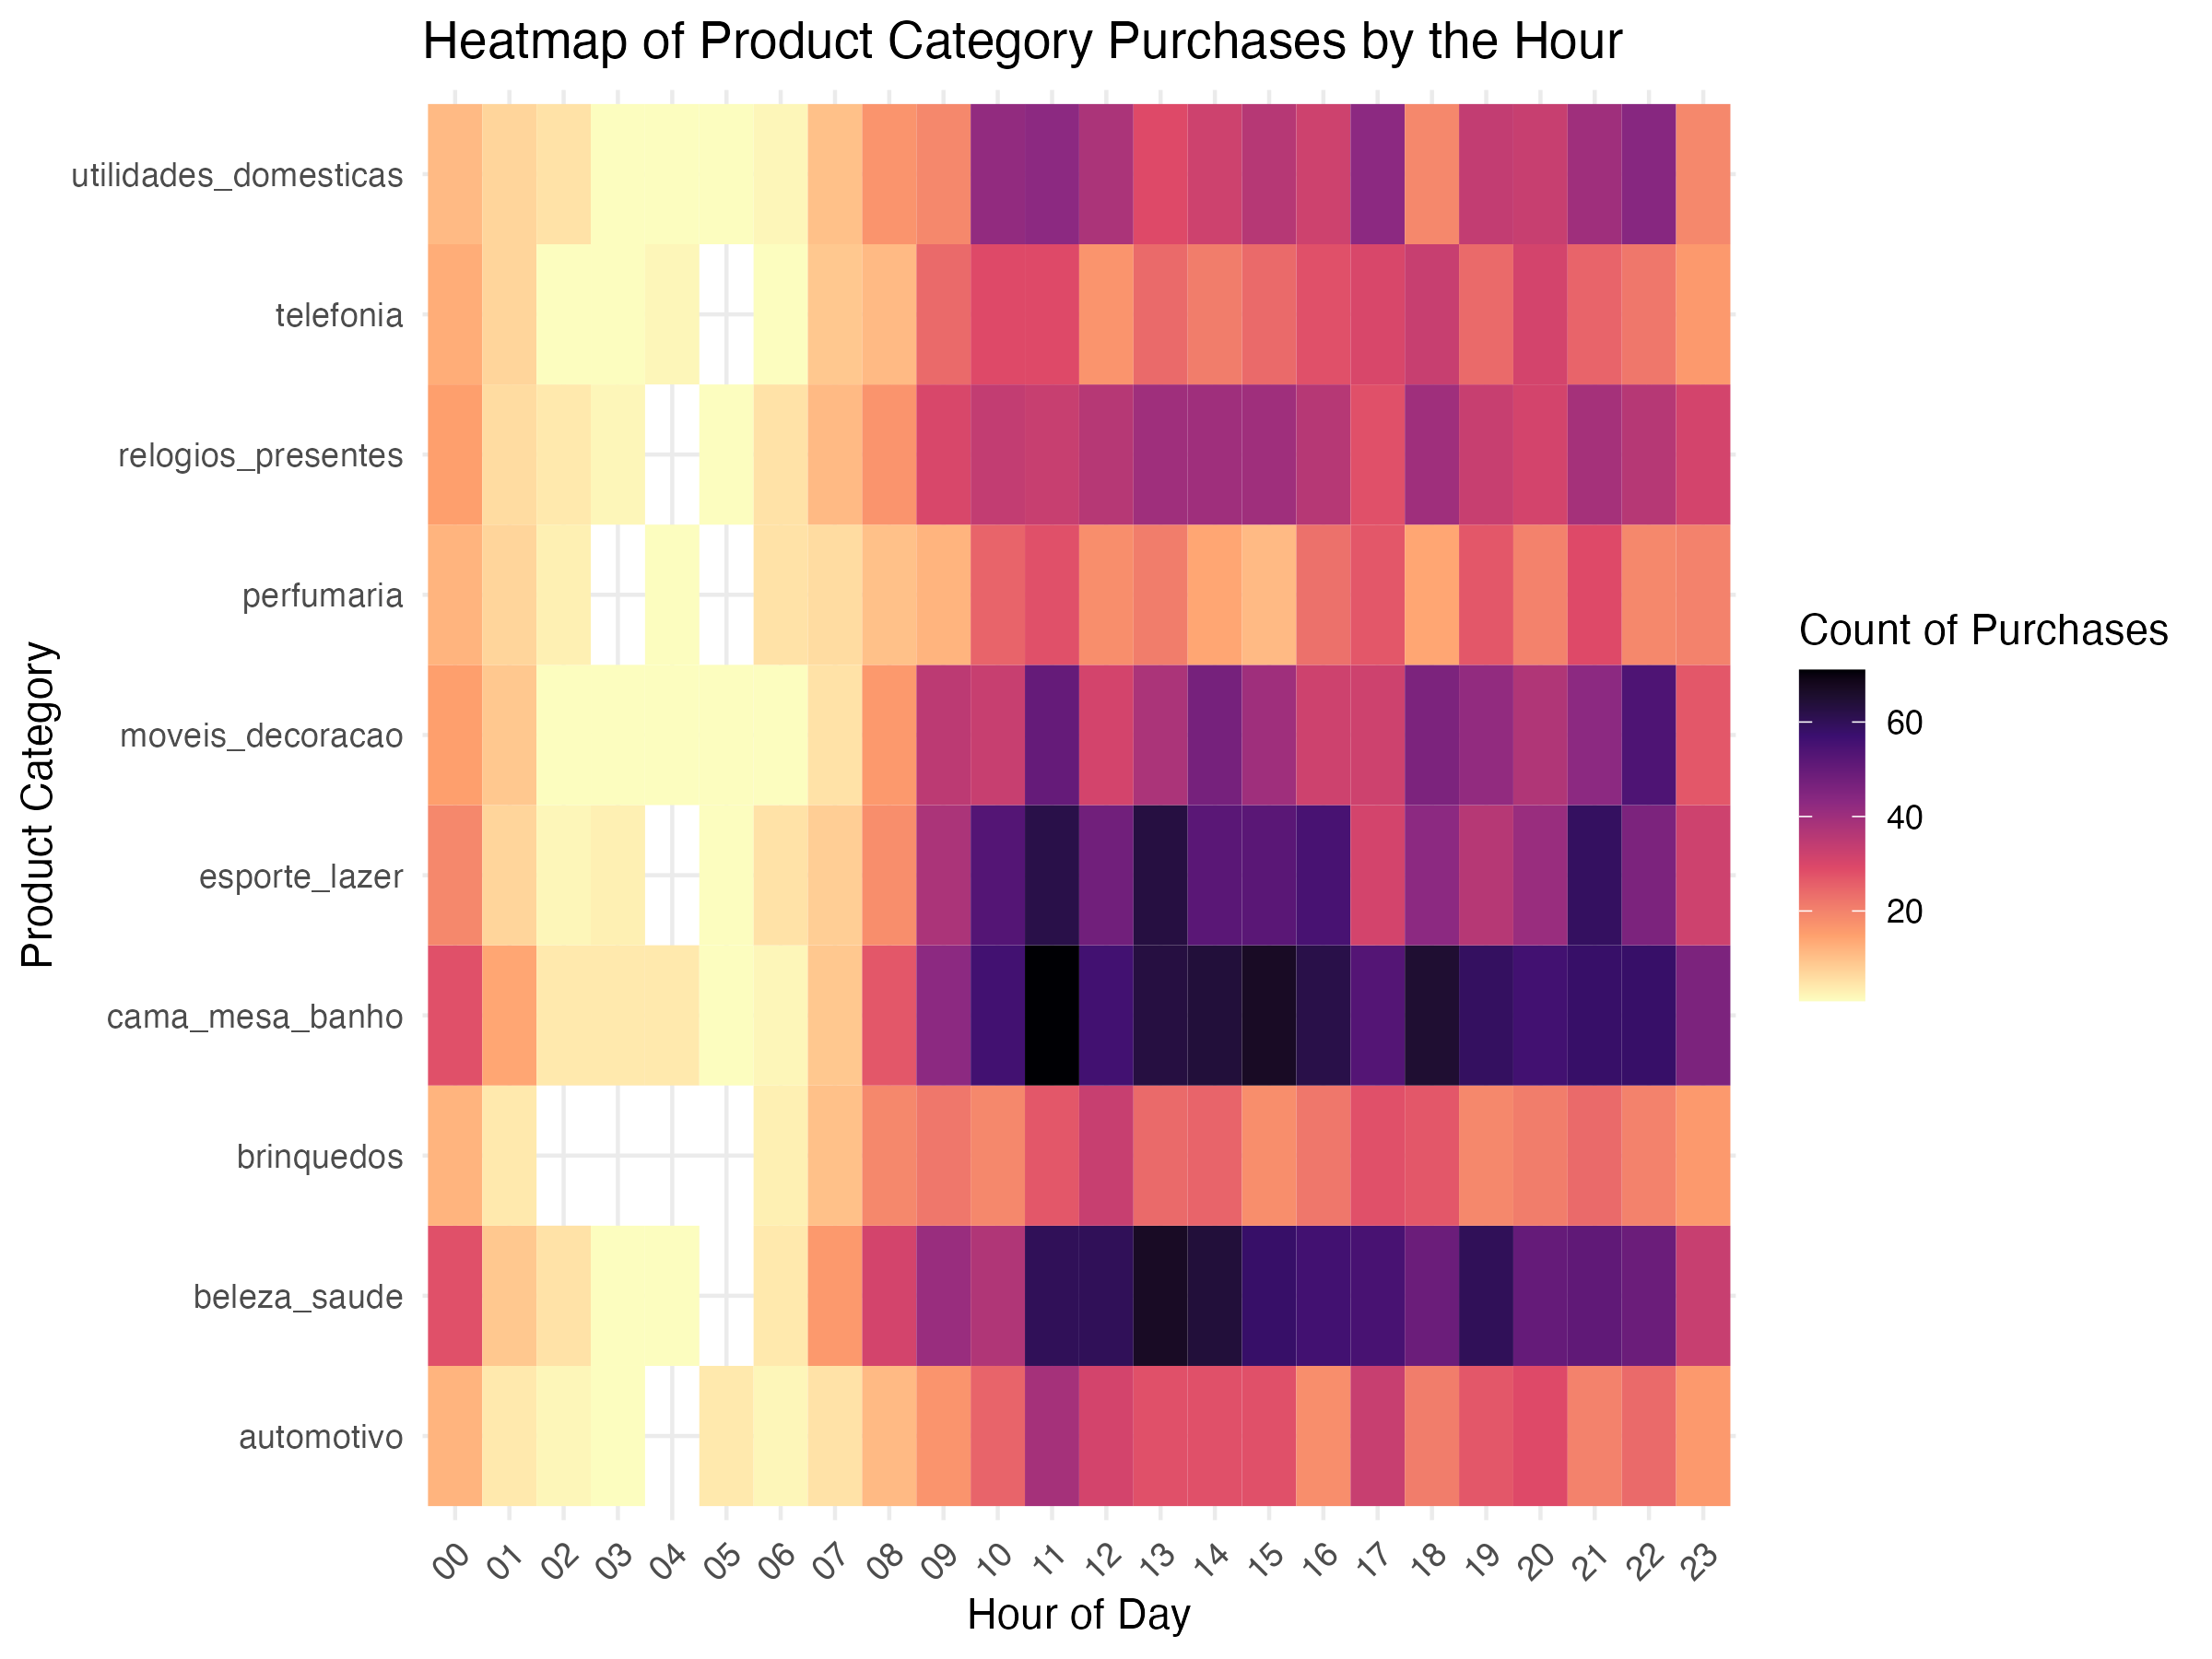 Heatmap of Product Category Purchases by the Hour
Product Category
utilidades_domesticas
telefonia
relogios_presentes
perfumaria
moveis_decoracao
esporte_lazer
cama_mesa_banho
brinquedos
beleza_saude
automotivo
00 01 02 03 04 05 06 07 08 09 10 11 12 13 14 15 16 17 18 19 20 21 22 23
Hour of Day
Count of Purchases
60
40
20